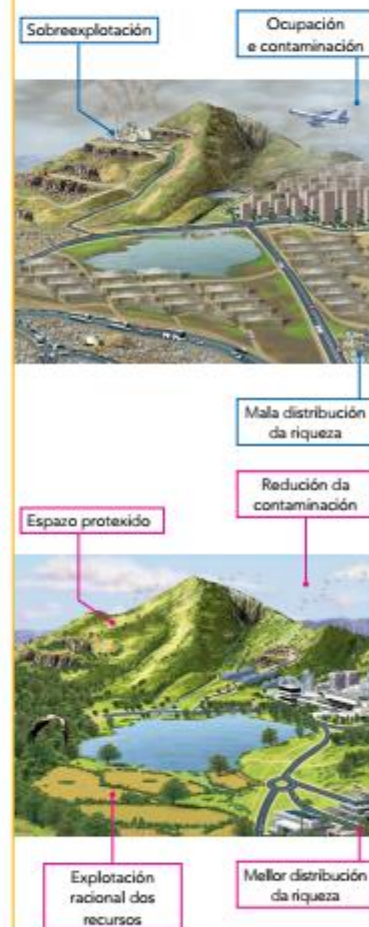 Sobreexplotación
Ocupación
e contaminación
Mala distribución
da riqueza
Redución da
contaminación
Espazo protexido
Explotación
racional dos
recursos
Mellor distribución
da riqueza